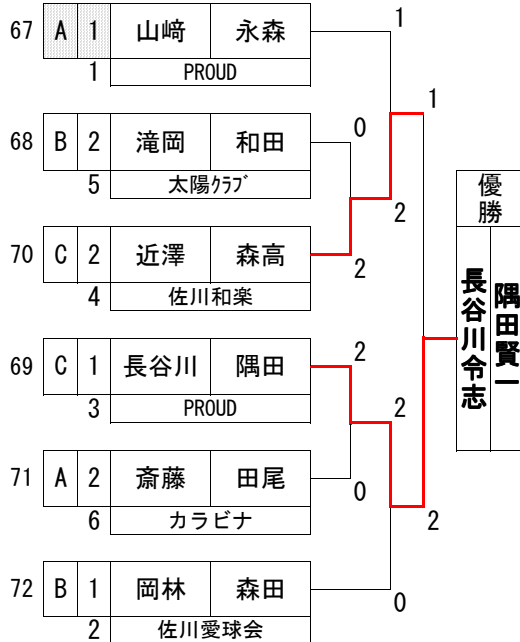 67 A 1 山﨑 永森 1
1 PROUD
1
68 B 2 滝岡 和田 0
5 太陽ｸﾗﾌﾞ
2
70 C 2 近澤 森高 2
4 佐川和楽
優勝
長谷川令志
隅田賢一
69 C 1 長谷川 隅田 2
3 PROUD
2
71 A 2 斎藤 田尾 0
6 カラビナ
2
72 B 1 岡林 森田 0
2 佐川愛球会